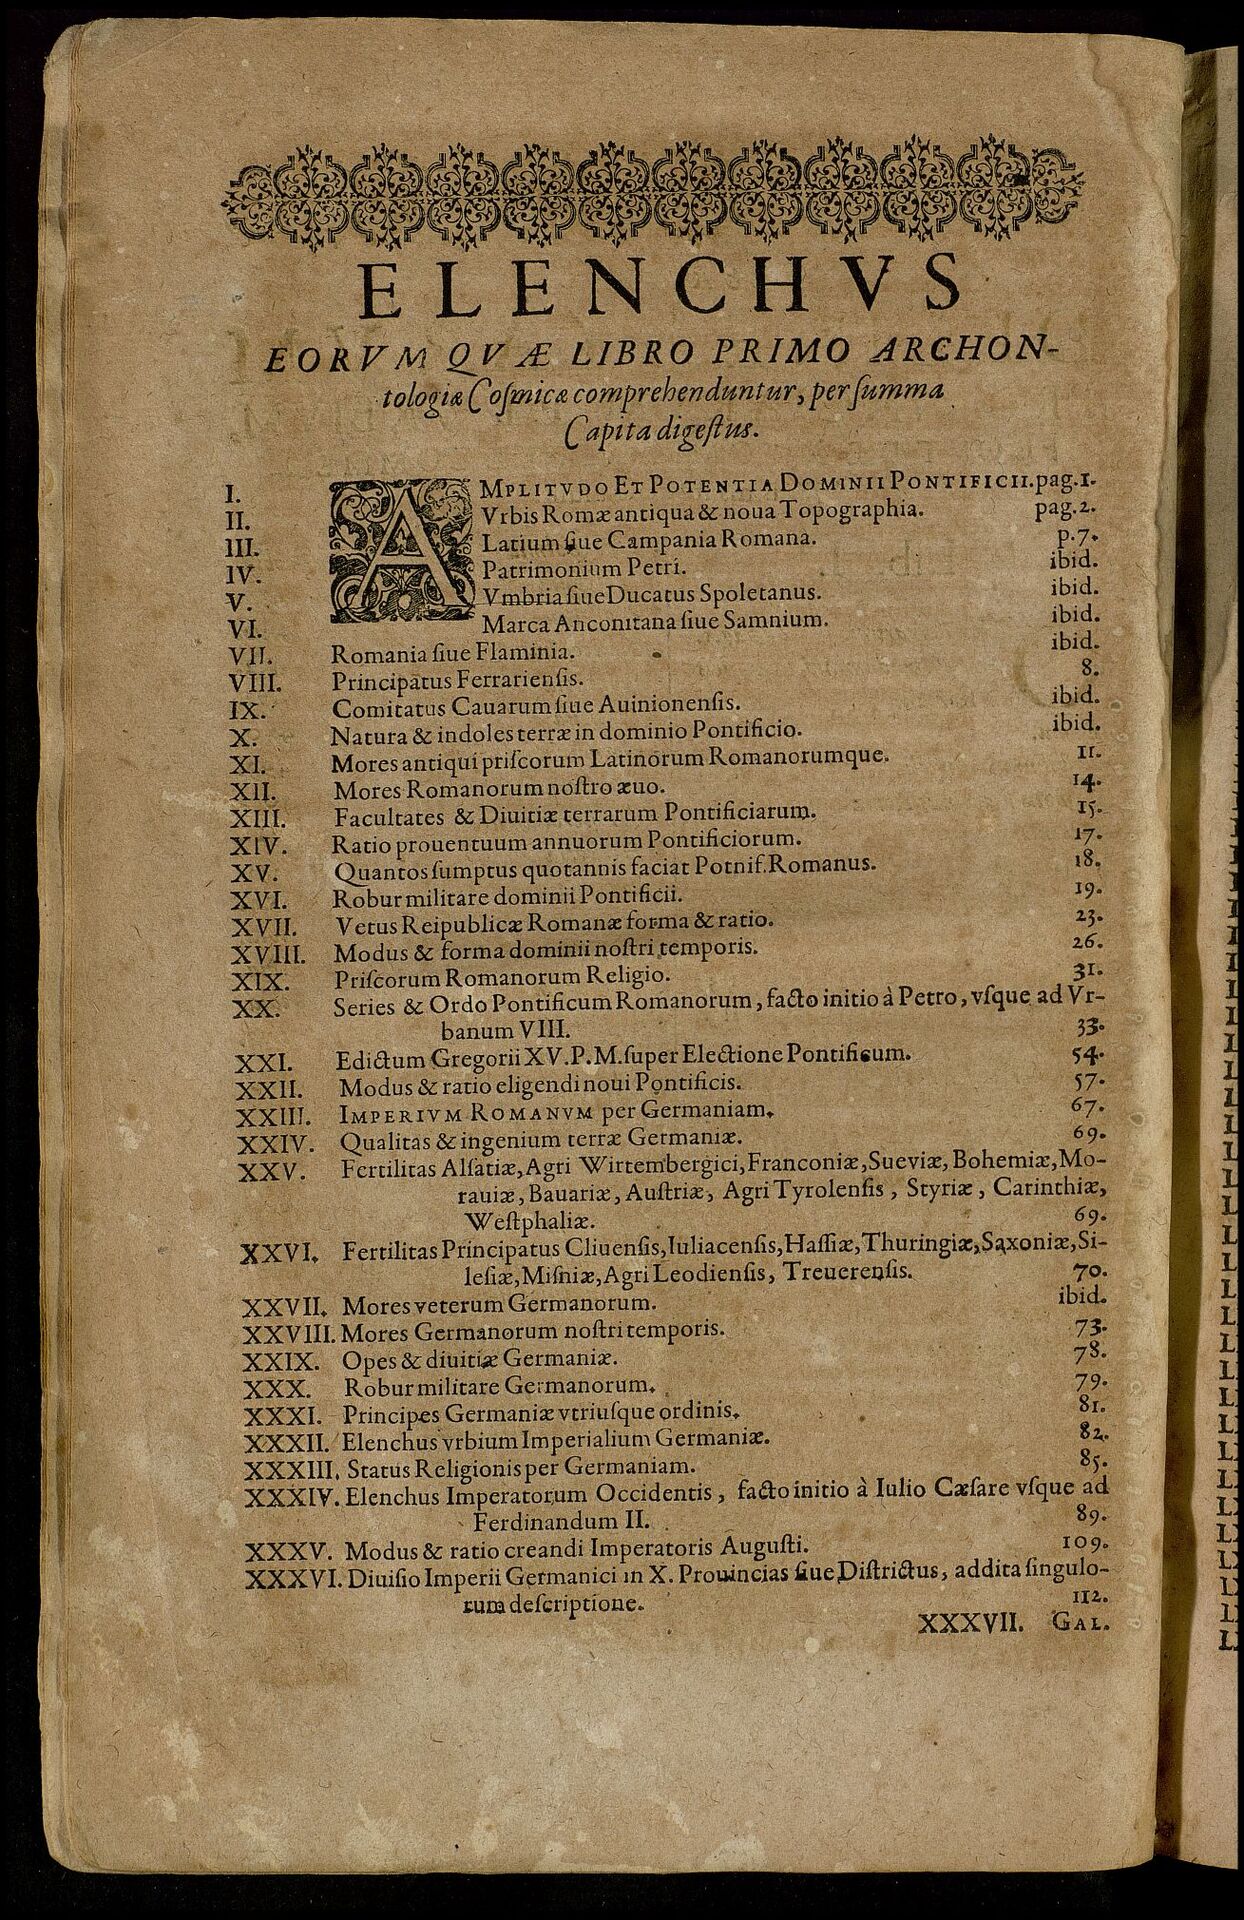 ELENCHVS
EORVM QVÆ LIBRO PRIMO ARCHON-
tologiæ Coſmicæ comprehenduntur, per ſumma
Capita digeſtus.
I. AMPLITVDO ET POTENTIA DOMINII PONTIFICII. pag. 1.
II. Vrbis Romæ antiqua & noua Topographia. pag. 2.
III. Latium ſiue Campania Romana. p. 7.
IV. Patrimonium Petri. ibid.
V. Vmbria ſiue Ducatus Spoletanus. ibid.
VI. Marca Anconitana ſiue Samnium. ibid.
VII. Romania ſiue Flaminia. ibid.
VIII. Principatus Ferrarienſis. 8.
IX. Comitatus Cauarum ſiue Auinionenſis. ibid.
X. Natura & indoles terræ in dominio Pontificio. ibid.
XI. Mores antiqui priſcorum Latinorum Romanorumque. 11.
XII. Mores Romanorum noſtro æuo. 14.
XIII. Facultates & Diuitiæ terrarum Pontificiarum. 15.
XIV. Ratio prouentuum annuorum Pontificiorum. 17.
XV. Quantos ſumptus quotannis faciat Potnif. Romanus. 18.
XVI. Robur militare dominii Pontificii. 19.
XVII. Vetus Reipublicæ Romanæ forma & ratio. 23.
XVIII. Modus & forma dominii noſtri temporis. 26.
XIX. Priſcorum Romanorum Religio. 31.
XX. Series & Ordo Pontificum Romanorum, facto initio à Petro, vſque ad Vr-
banum VIII. 33.
XXI. Edictum Gregorii XV. P. M. ſuper Electione Pontificum. 54.
XXII. Modus & ratio eligendi noui Pontificis. 57.
XXIII. IMPERIVM ROMANVM per Germaniam. 67.
XXIV. Qualitas & ingenium terræ Germaniæ. 69.
XXV. Fertilitas Alſatiæ, Agri Wirtembergici, Franconiæ, Sueviæ, Bohemiæ, Mo-
rauiæ, Bauariæ, Auſtriæ, Agri Tyrolenſis, Styriæ, Carinthiæ,
Weſtphaliæ. 69.
XXVI. Fertilitas Principatus Cliuenſis, Iuliacenſis, Haſſiæ, Thuringiæ, Saxoniæ, Si-
leſiæ, Miſniæ, Agri Leodienſis, Treuerenſis. 70.
XXVII. Mores veterum Germanorum. ibid.
XXVIII. Mores Germanorum noſtri temporis. 73.
XXIX. Opes & diuitiæ Germaniæ. 78.
XXX. Robur militare Germanorum. 79.
XXXI. Principes Germaniæ vtriuſque ordinis. 81.
XXXII. Elenchus vrbium Imperialium Germaniæ. 82.
XXXIII. Status Religionis per Germaniam. 85.
XXXIV. Elenchus Imperatorum Occidentis, facto initio à Iulio Cæſare vſque ad
Ferdinandum II. 89.
XXXV. Modus & ratio creandi Imperatoris Auguſti. 109.
XXXVI. Diuiſio Imperii Germanici in X. Prouincias ſiue Diſtrictus, addita ſingulo-
rum deſcriptione. 112.
XXXVII. GAL.